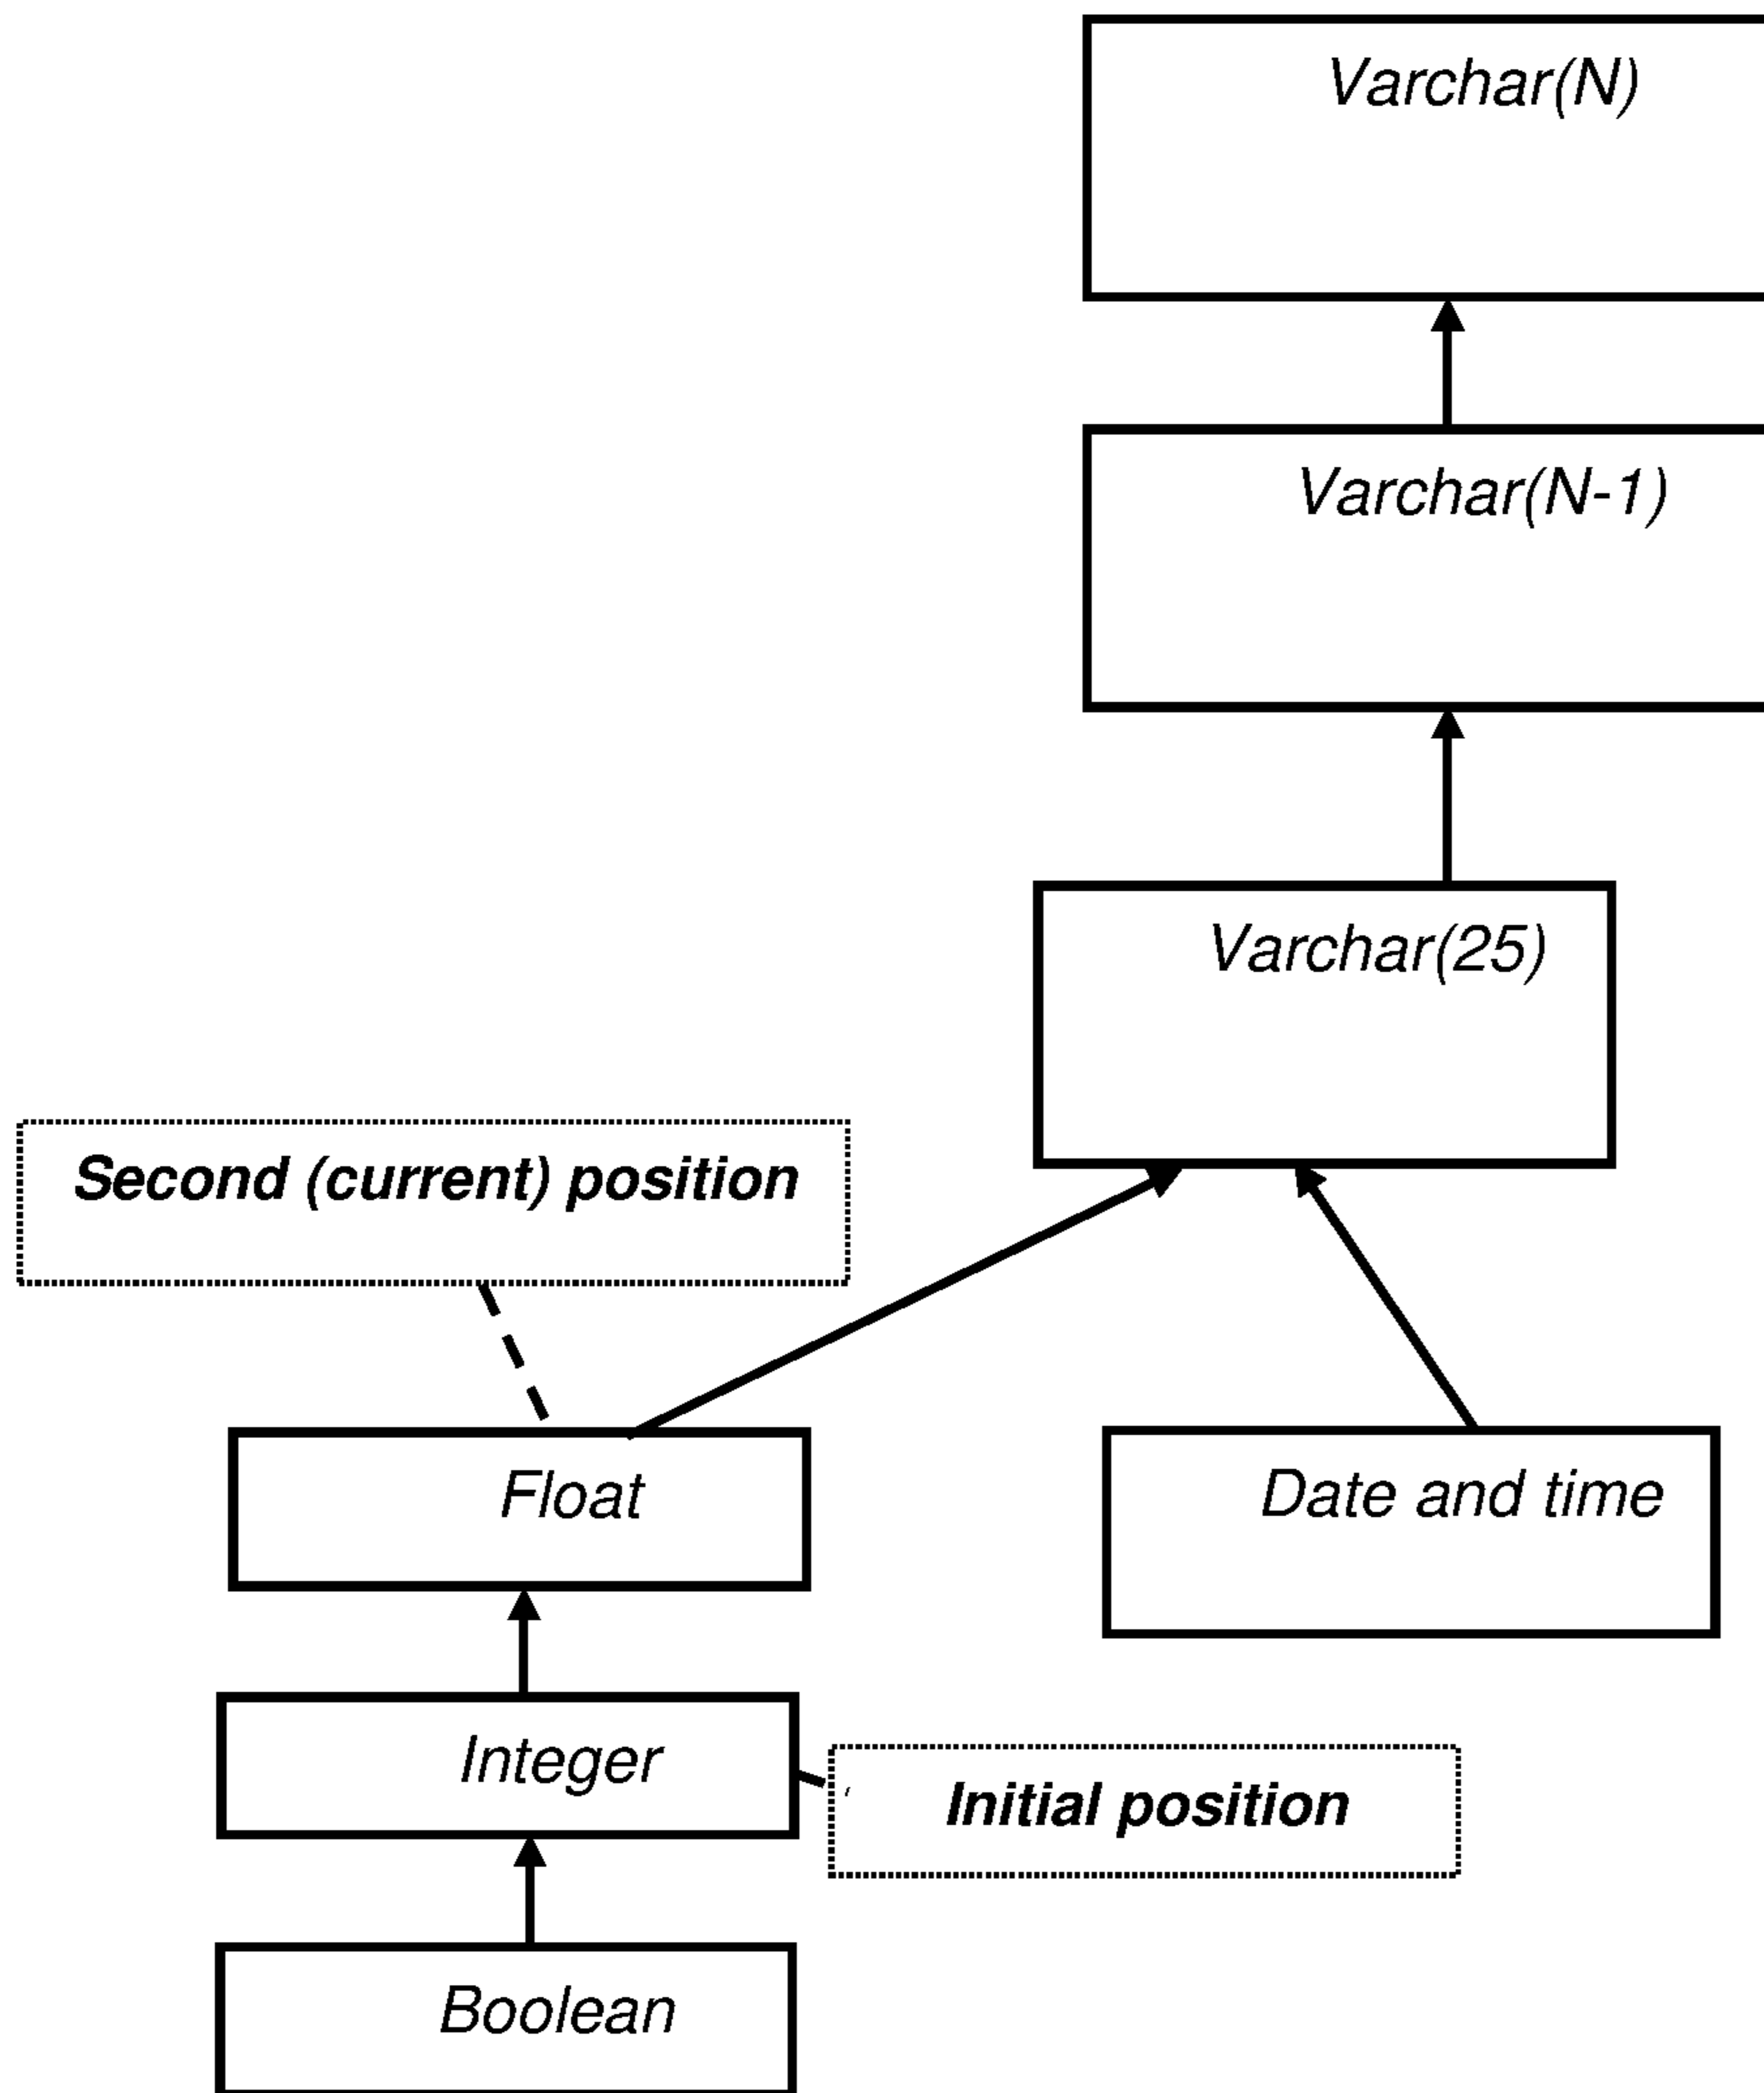 Varchar(N)
Varchar(N-1)
Varchar(25)
Second (current) position
Float
Date and time
Integer
Initial position
Boolean